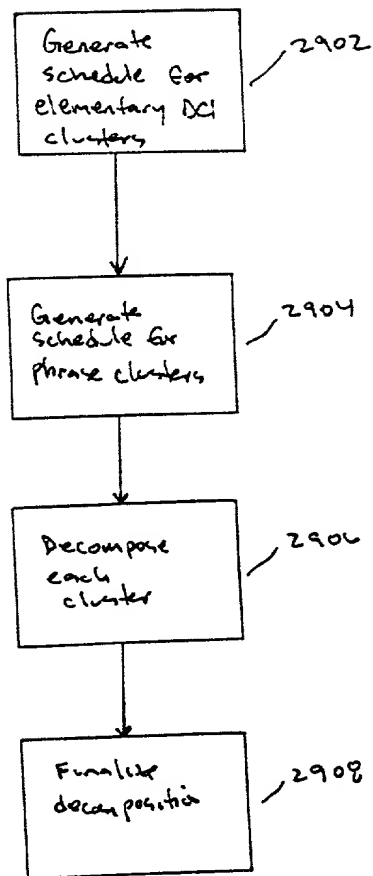 Generate
schedule for
elementary DCI
clusters
2902
Generate
schedule for
phrase clusters
2904
Decompose
each
cluster
2906
Finalize
decomposition
2908